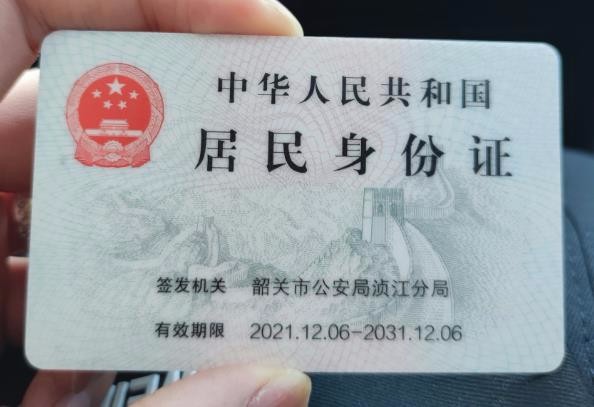 中华人民共和国
居民身份证
签发机关 韶关市公安局浈江分局
有效期限 2021.12.06-2031.12.06